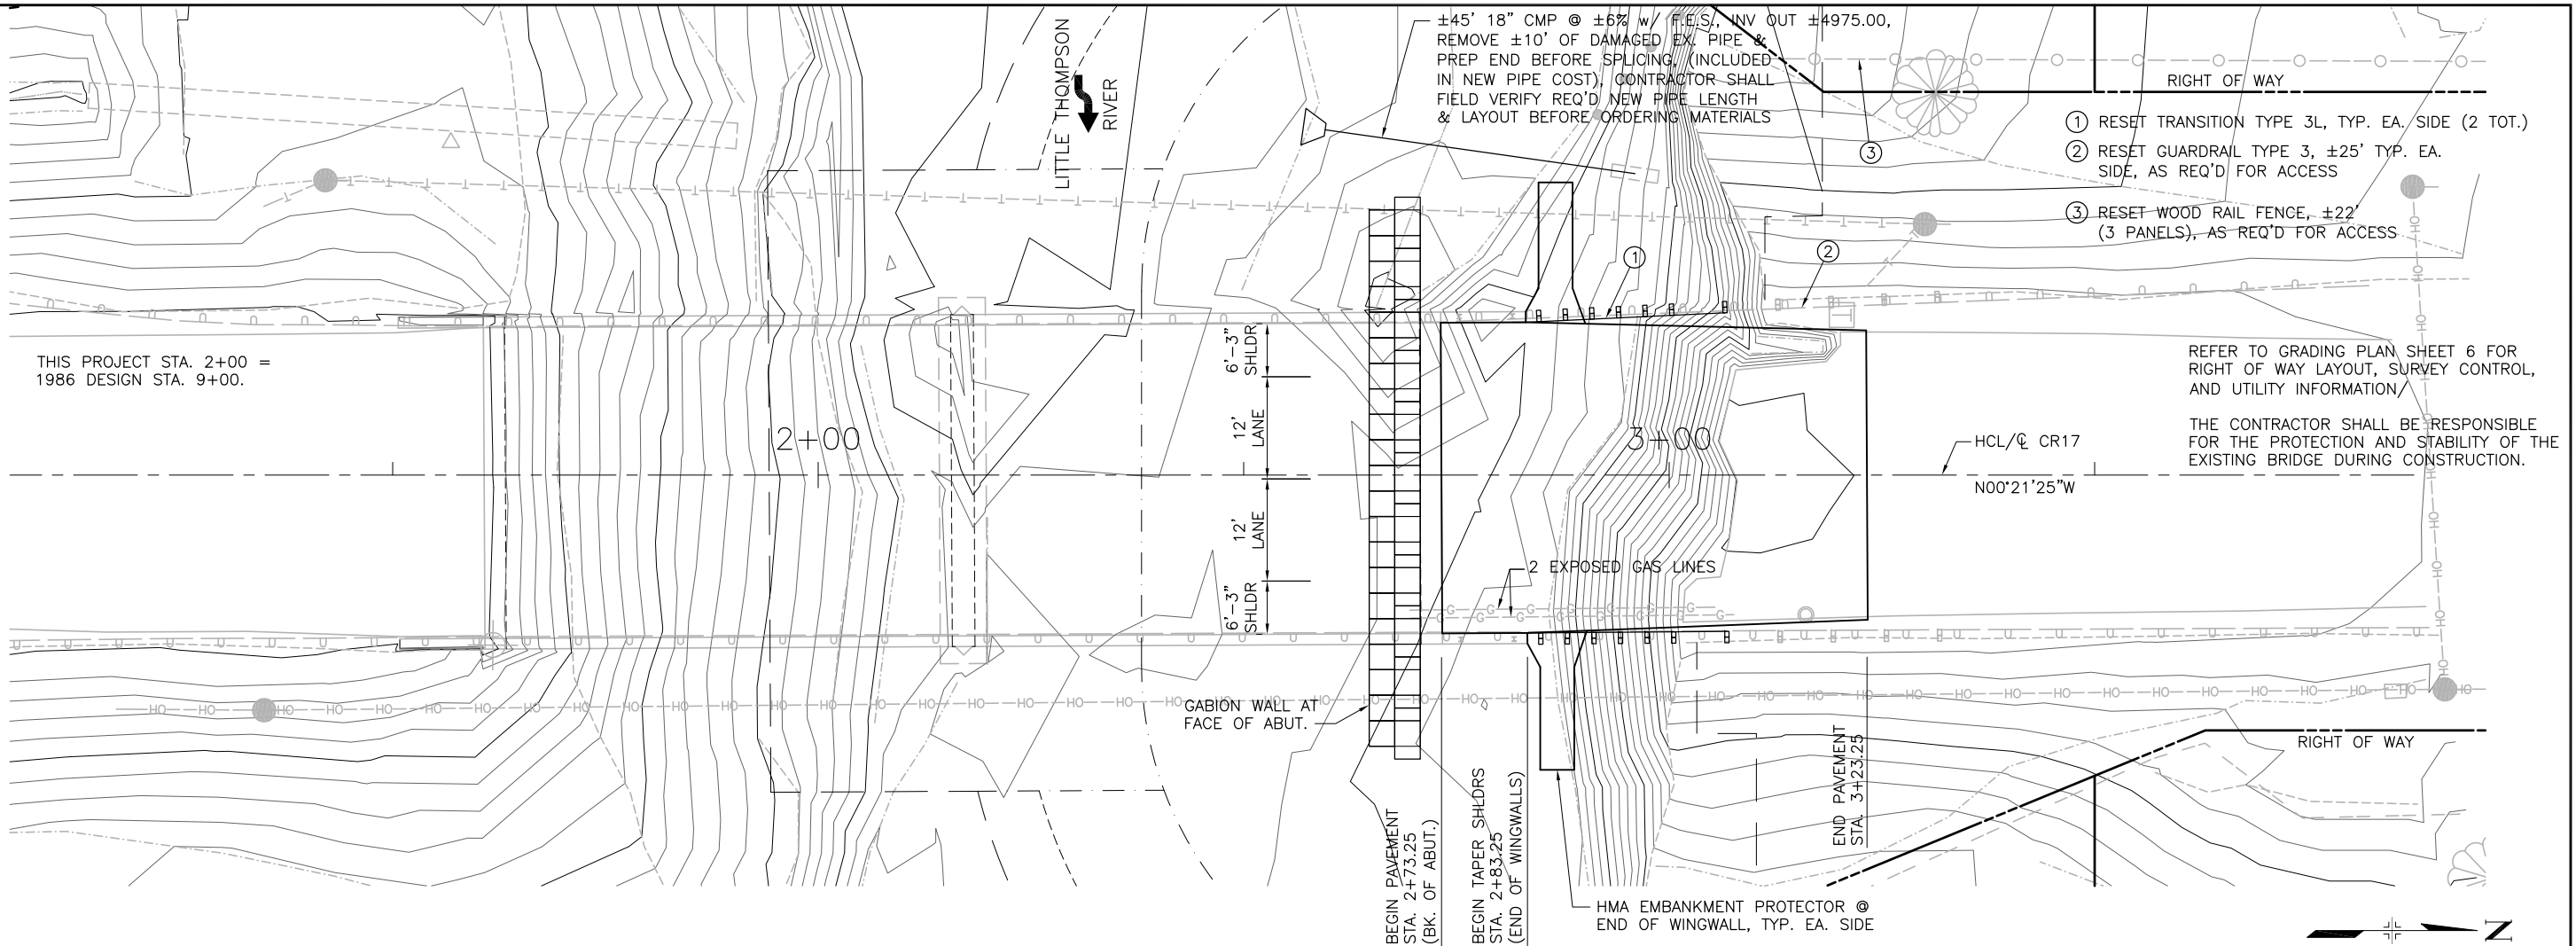 ±45' 18" CMP @ ±6% w/ F.E.S., INV OUT ±4975.00,
REMOVE ±10' OF DAMAGED EX. PIPE &
PREP END BEFORE SPLICING, (INCLUDED
IN NEW PIPE COST), CONTRACTOR SHALL
FIELD VERIFY REQ'D NEW PIPE LENGTH
& LAYOUT BEFORE ORDERING MATERIALS
LITTLE THOMPSON
RIVER
RIGHT OF WAY
① RESET TRANSITION TYPE 3L, TYP. EA. SIDE (2 TOT.)
② RESET GUARDRAIL TYPE 3, ±25' TYP. EA.
SIDE, AS REQ'D FOR ACCESS
③ RESET WOOD RAIL FENCE, ±22'
(3 PANELS), AS REQ'D FOR ACCESS
③
①
②
THIS PROJECT STA. 2+00 =
1986 DESIGN STA. 9+00.
6'-3"
SHLDR
12'
LANE
12'
LANE
6'-3"
SHLDR
2+00
3+00
REFER TO GRADING PLAN SHEET 6 FOR
RIGHT OF WAY LAYOUT, SURVEY CONTROL,
AND UTILITY INFORMATION/
THE CONTRACTOR SHALL BE RESPONSIBLE
FOR THE PROTECTION AND STABILITY OF THE
EXISTING BRIDGE DURING CONSTRUCTION.
HCL/℄ CR17
N00°21'25"W
2 EXPOSED GAS LINES
GABION WALL AT
FACE OF ABUT.
RIGHT OF WAY
BEGIN PAVEMENT
STA. 2+73.25
(BK. OF ABUT.)
BEGIN TAPER SHLDRS
STA. 2+83.25
(END OF WINGWALLS)
END PAVEMENT
STA. 3+23.25
HMA EMBANKMENT PROTECTOR @
END OF WINGWALL, TYP. EA. SIDE
N